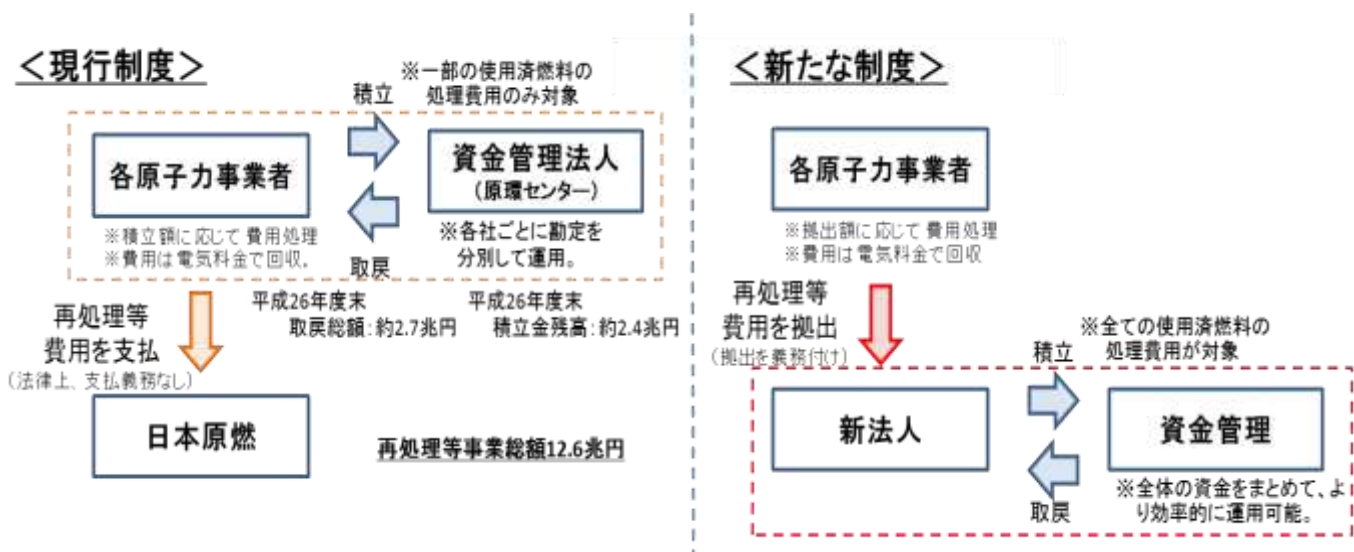 <現行制度>
積立
※一部の使用済燃料の
処理費用のみ対象
各原子力事業者
資金管理法人
(原環センター)
※積立額に応じて費用処理
※費用は電気料金で回収。
※各社ごとに勘定を
分別して運用。
取戻
再処理等
費用を支払
(法律上、支払義務なし)
平成26年度末
取戻総額:約2.7兆円
平成26年度末
積立金残高:約2.4兆円
日本原燃
再処理等事業総額12.6兆円
<新たな制度>
各原子力事業者
※拠出額に応じて費用処理
※費用は電気料金で回収
再処理等
費用を拠出
(拠出を義務付け)
積立
※全ての使用済燃料の
処理費用が対象
新法人
資金管理
取戻
※全体の資金をまとめて、よ
り効率的に運用可能。